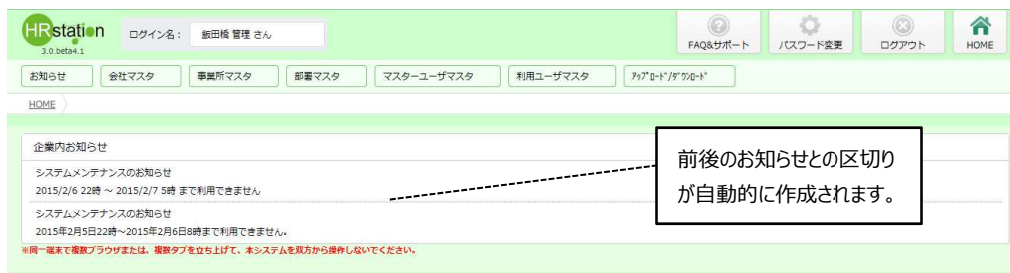 HRstation
3.0.beta4.1
ログイン名： 飯田橋 管理 さん
FAQ&サポート パスワード変更 ログアウト HOME
お知らせ 会社マスタ 事業所マスタ 部署マスタ マスターユーザマスタ 利用ユーザマスタ ｱｯﾌﾟﾛｰﾄﾞ/ﾀﾞｳﾝﾛｰﾄﾞ
HOME
企業内お知らせ
システムメンテナンスのお知らせ
2015/2/6 22時 ～ 2015/2/7 5時 まで利用できません
システムメンテナンスのお知らせ
2015年2月5日22時～2015年2月6日8時まで利用できません。
※同一端末で複数ブラウザまたは、複数タブを立ち上げて、本システムを双方から操作しないでください。
前後のお知らせとの区切り
が自動的に作成されます。